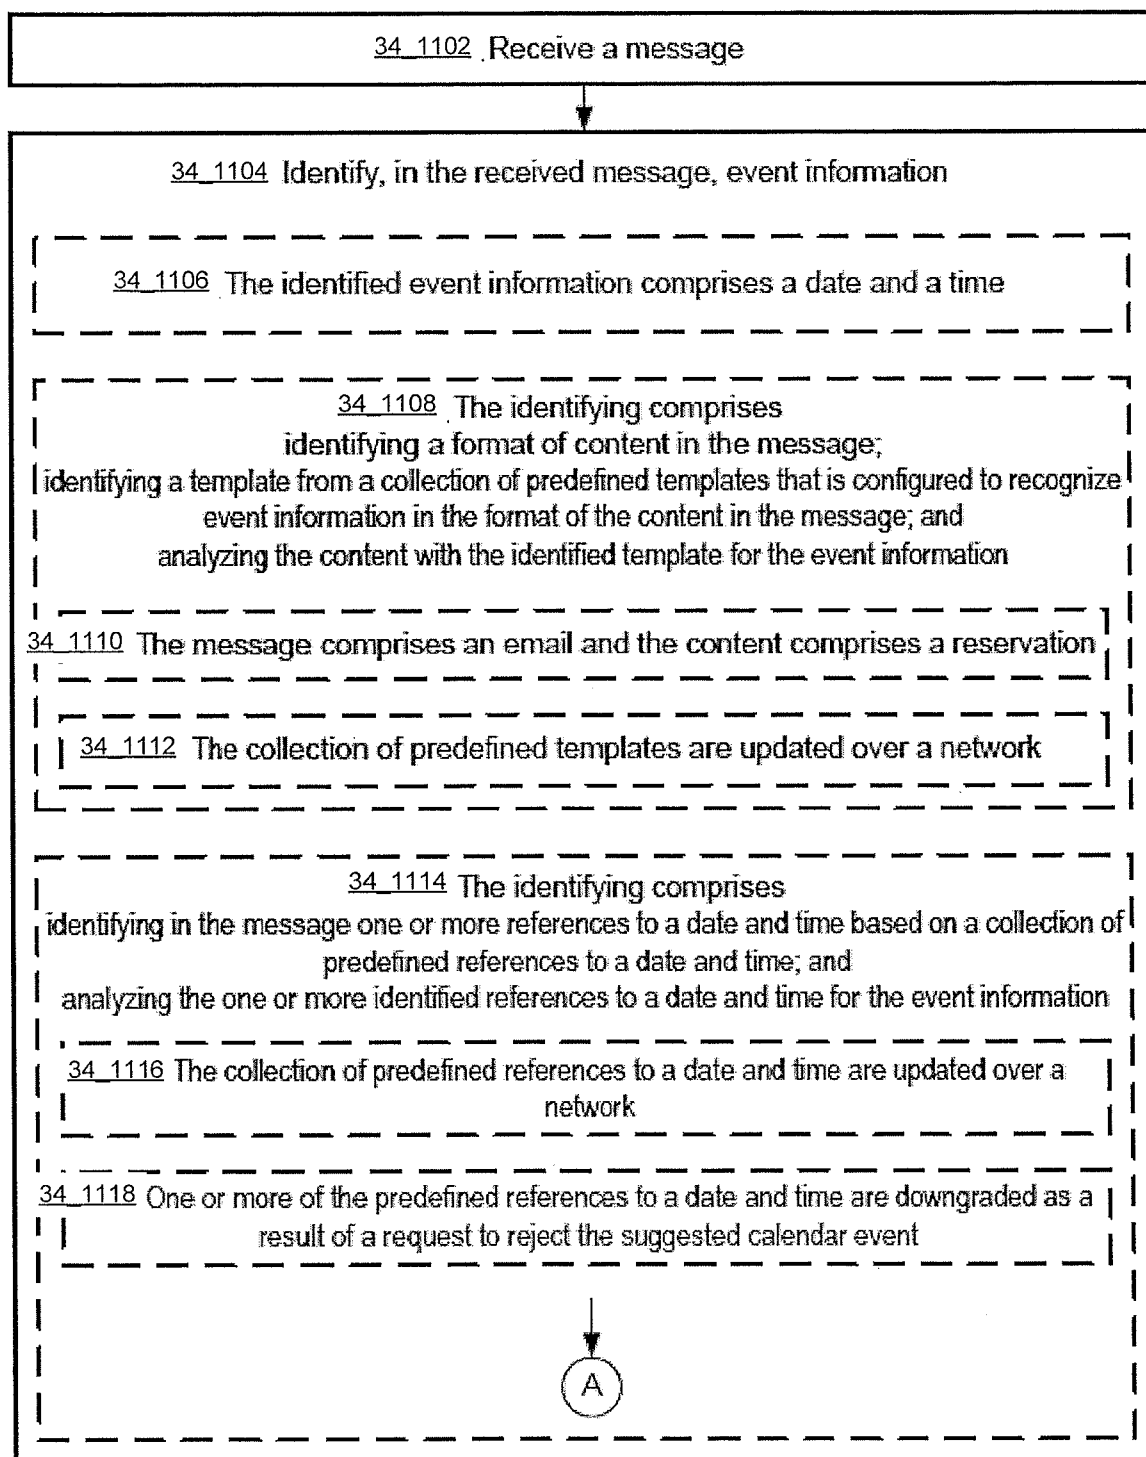 34_1102 Receive a message
34_1104 Identify, in the received message, event information
34_1106 The identified event information comprises a date and a time
34_1108 The identifying comprises
identifying a format of content in the message;
identifying a template from a collection of predefined templates that is configured to recognize
event information in the format of the content in the message; and
analyzing the content with the identified template for the event information
34_1110 The message comprises an email and the content comprises a reservation
34_1112 The collection of predefined templates are updated over a network
34_1114 The identifying comprises
identifying in the message one or more references to a date and time based on a collection of
predefined references to a date and time; and
analyzing the one or more identified references to a date and time for the event information
34_1116 The collection of predefined references to a date and time are updated over a
network
34_1118 One or more of the predefined references to a date and time are downgraded as a
result of a request to reject the suggested calendar event
A